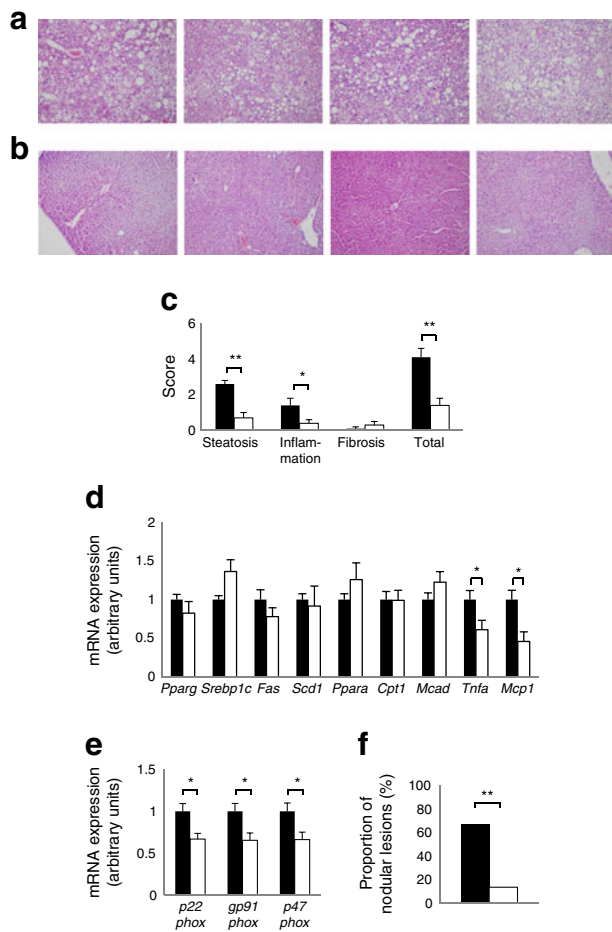 a
b
c
Score
6
4
2
0
**
*
**
Steatosis
Inflam-
mation
Fibrosis
Total
d
mRNA expression
(arbitrary units)
2
1.5
1
0.5
0
*
*
Pparg
Srebp1c
Fas
Scd1
Ppara
Cpt1
Mcad
Tnfa
Mcp1
e
mRNA expression
(arbitrary units)
1.5
1
0.5
0
*
*
*
p22
phox
gp91
phox
p47
phox
f
Proportion of
nodular lesions (%)
100
80
60
40
20
0
**